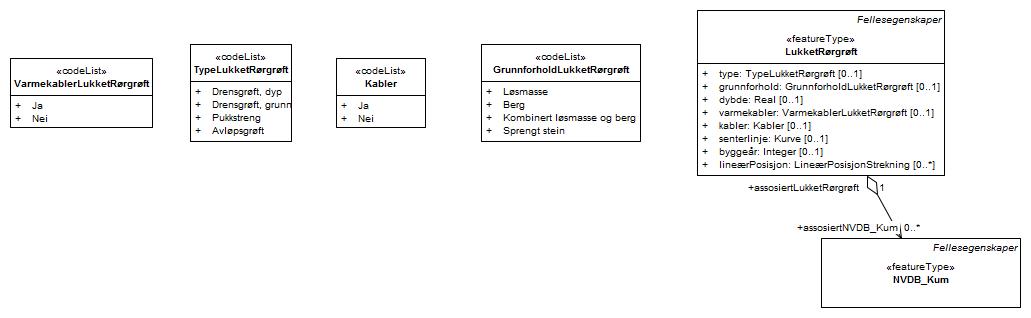 «codeList»
VarmekablerLukketRørgrøft
+ Ja
+ Nei
«codeList»
TypeLukketRørgrøft
+ Drensgrøft, dyp
+ Drensgrøft, grunn
+ Pukkstreng
+ Avløpsgrøft
«codeList»
Kabler
+ Ja
+ Nei
«codeList»
GrunnforholdLukketRørgrøft
+ Løsmasse
+ Berg
+ Kombinert løsmasse og berg
+ Sprengt stein
Fellesegenskaper
«featureType»
LukketRørgrøft
+ type: TypeLukketRørgrøft [0..1]
+ grunnforhold: GrunnforholdLukketRørgrøft [0..1]
+ dybde: Real [0..1]
+ varmekabler: VarmekablerLukketRørgrøft [0..1]
+ kabler: Kabler [0..1]
+ senterlinje: Kurve [0..1]
+ byggeår: Integer [0..1]
+ lineærPosisjon: LineærPosisjonStrekning [0..*]
+assosiertLukketRørgrøft 1
+assosiertNVDB_Kum 0..*
Fellesegenskaper
«featureType»
NVDB_Kum